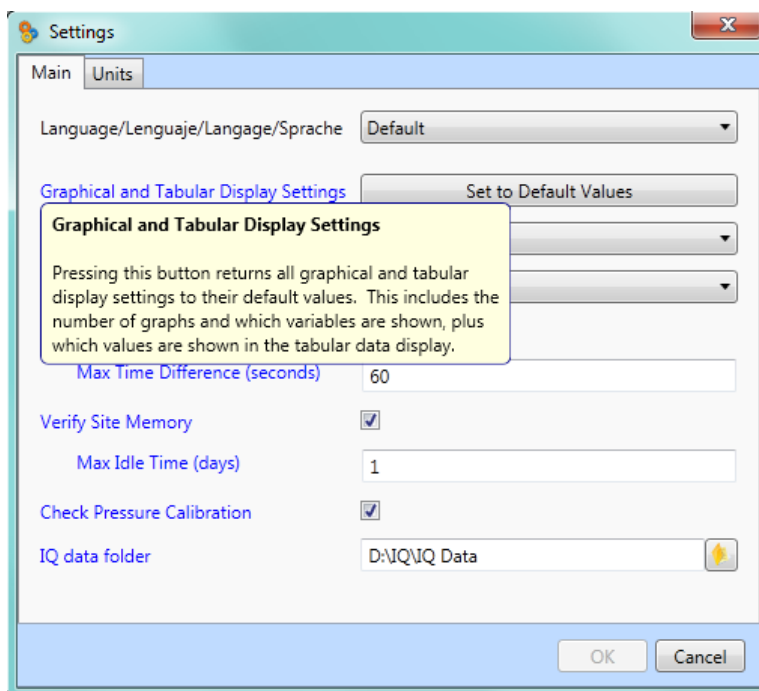 Settings
Main Units
Language/Lenguaje/Langage/Sprache Default
Graphical and Tabular Display Settings Set to Default Values
Graphical and Tabular Display Settings
Pressing this button returns all graphical and tabular
display settings to their default values. This includes the
number of graphs and which variables are shown, plus
which values are shown in the tabular data display.
Max Time Difference (seconds) 60
Verify Site Memory
Max Idle Time (days) 1
Check Pressure Calibration
IQ data folder D:\IQ\IQ Data
OK Cancel